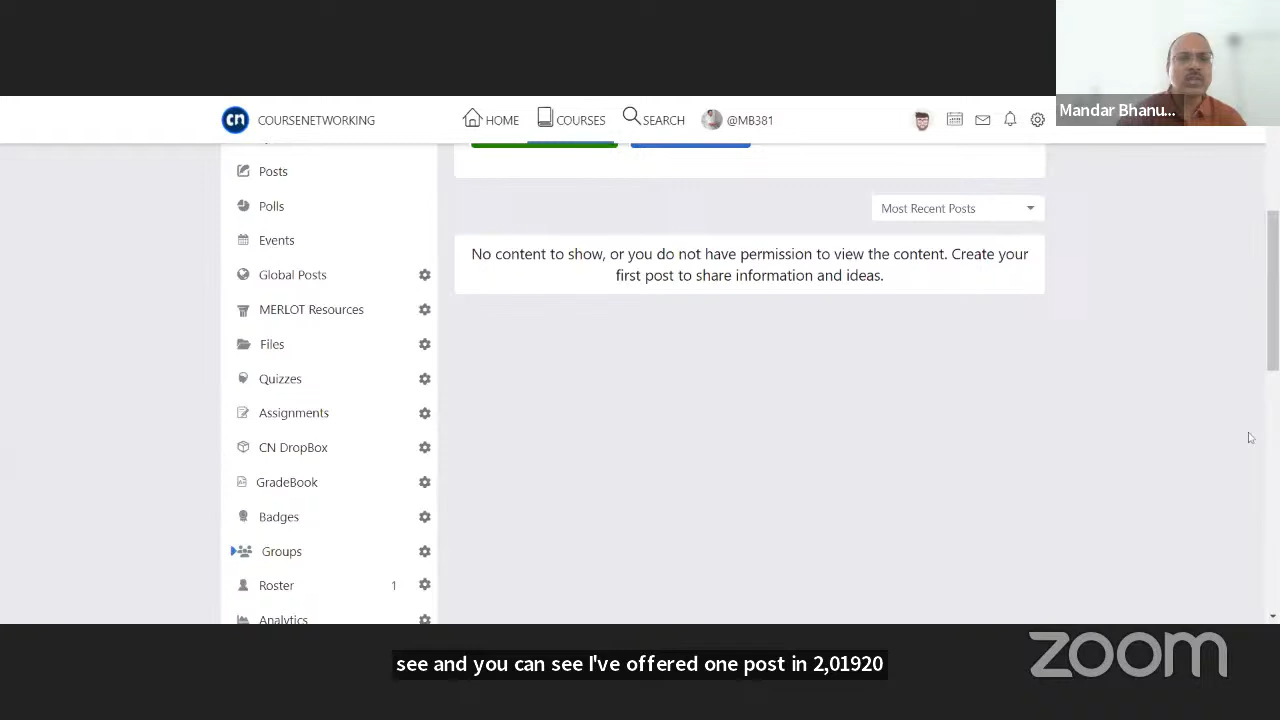 Mandar Bhanu...
cn COURSENETWORKING HOME COURSES SEARCH @MB381
Posts
Polls
Events
Global Posts
MERLOT Resources
Files
Quizzes
Assignments
CN DropBox
GradeBook
Badges
Groups
Roster 1
Analytics
Most Recent Posts
No content to show, or you do not have permission to view the content. Create your
first post to share information and ideas.
see and you can see I've offered one post in 2,01920
zoom